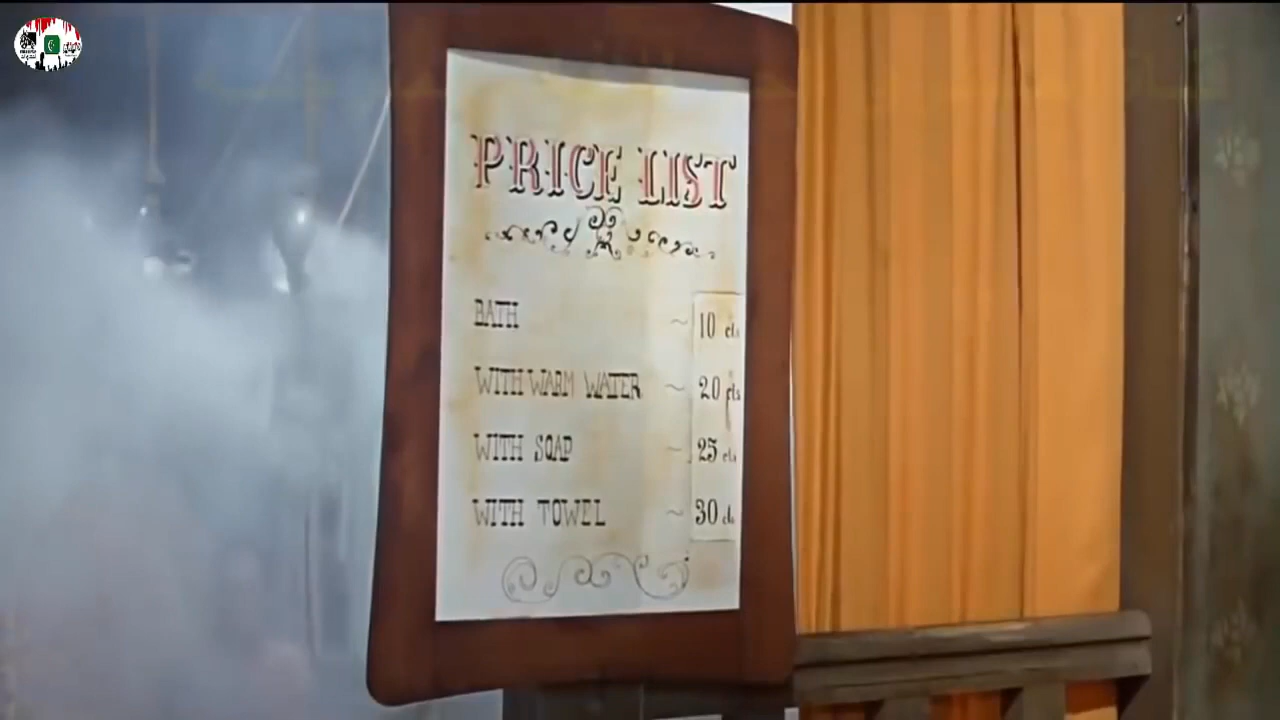 PRICE LIST
BATH ~ 10 cts
WITH WARM WATER ~ 20 cts
WITH SOAP ~ 25 cts
WITH TOWEL ~ 30 cts